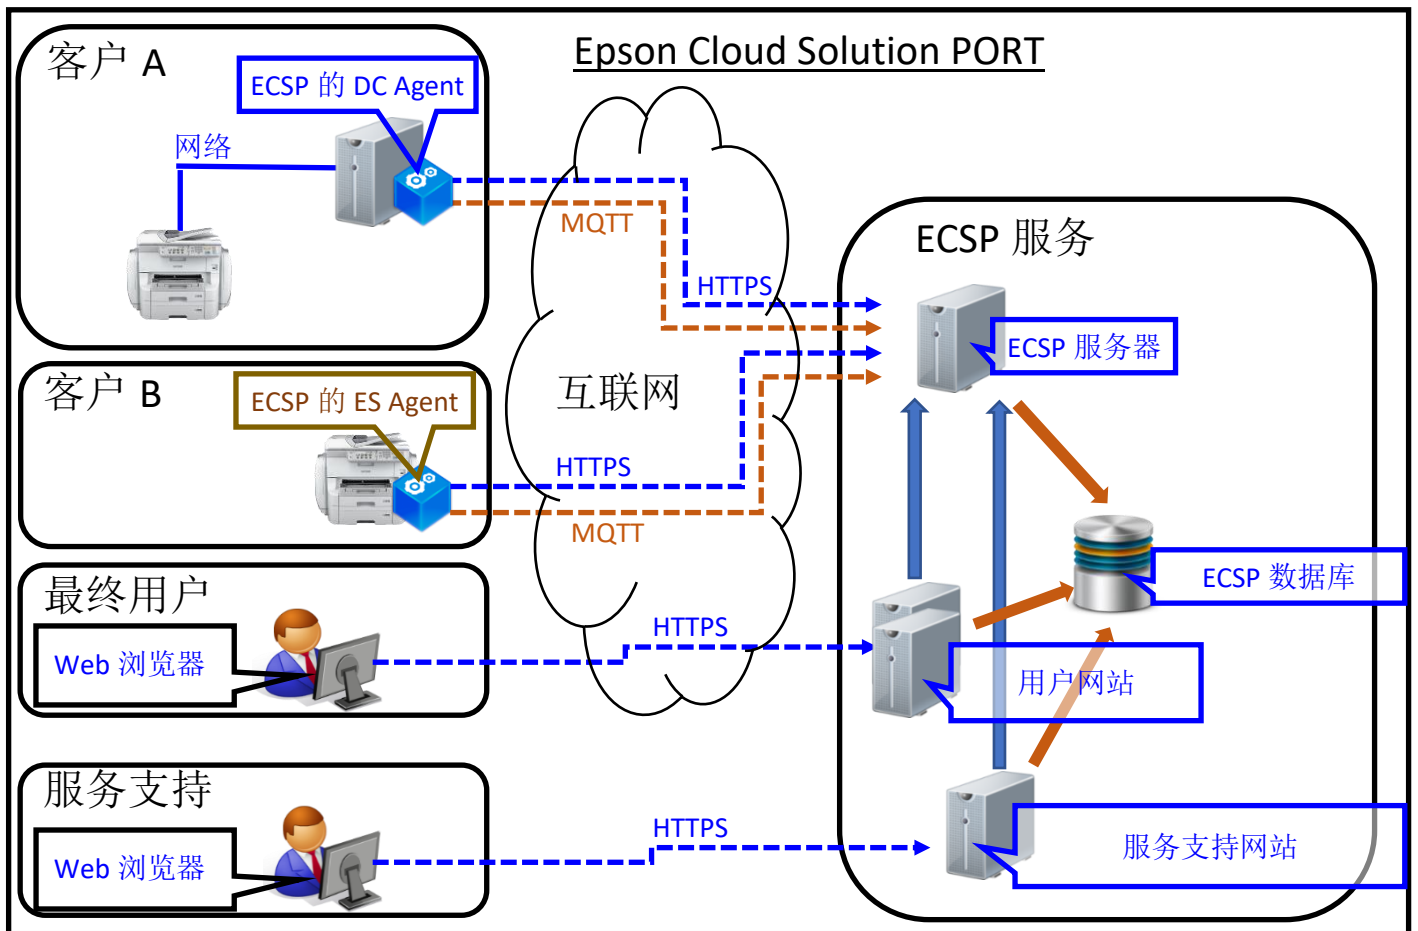 Epson Cloud Solution PORT
客户 A
ECSP 的 DC Agent
网络
MQTT
HTTPS
客户 B
ECSP 的 ES Agent
互联网
HTTPS
MQTT
最终用户
Web 浏览器
HTTPS
服务支持
Web 浏览器
HTTPS
ECSP 服务
ECSP 服务器
ECSP 数据库
用户网站
服务支持网站